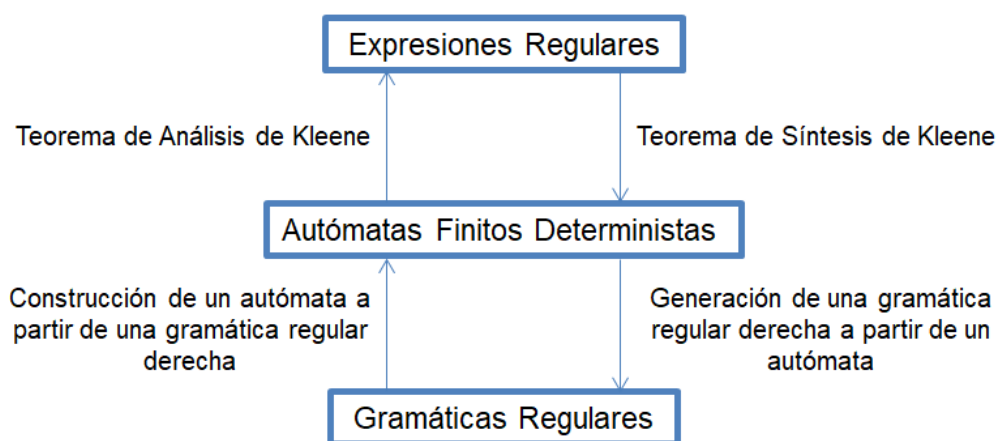 Expresiones Regulares
Teorema de Análisis de Kleene
Teorema de Síntesis de Kleene
Autómatas Finitos Deterministas
Construcción de un autómata a
partir de una gramática regular
derecha
Generación de una gramática
regular derecha a partir de un
autómata
Gramáticas Regulares